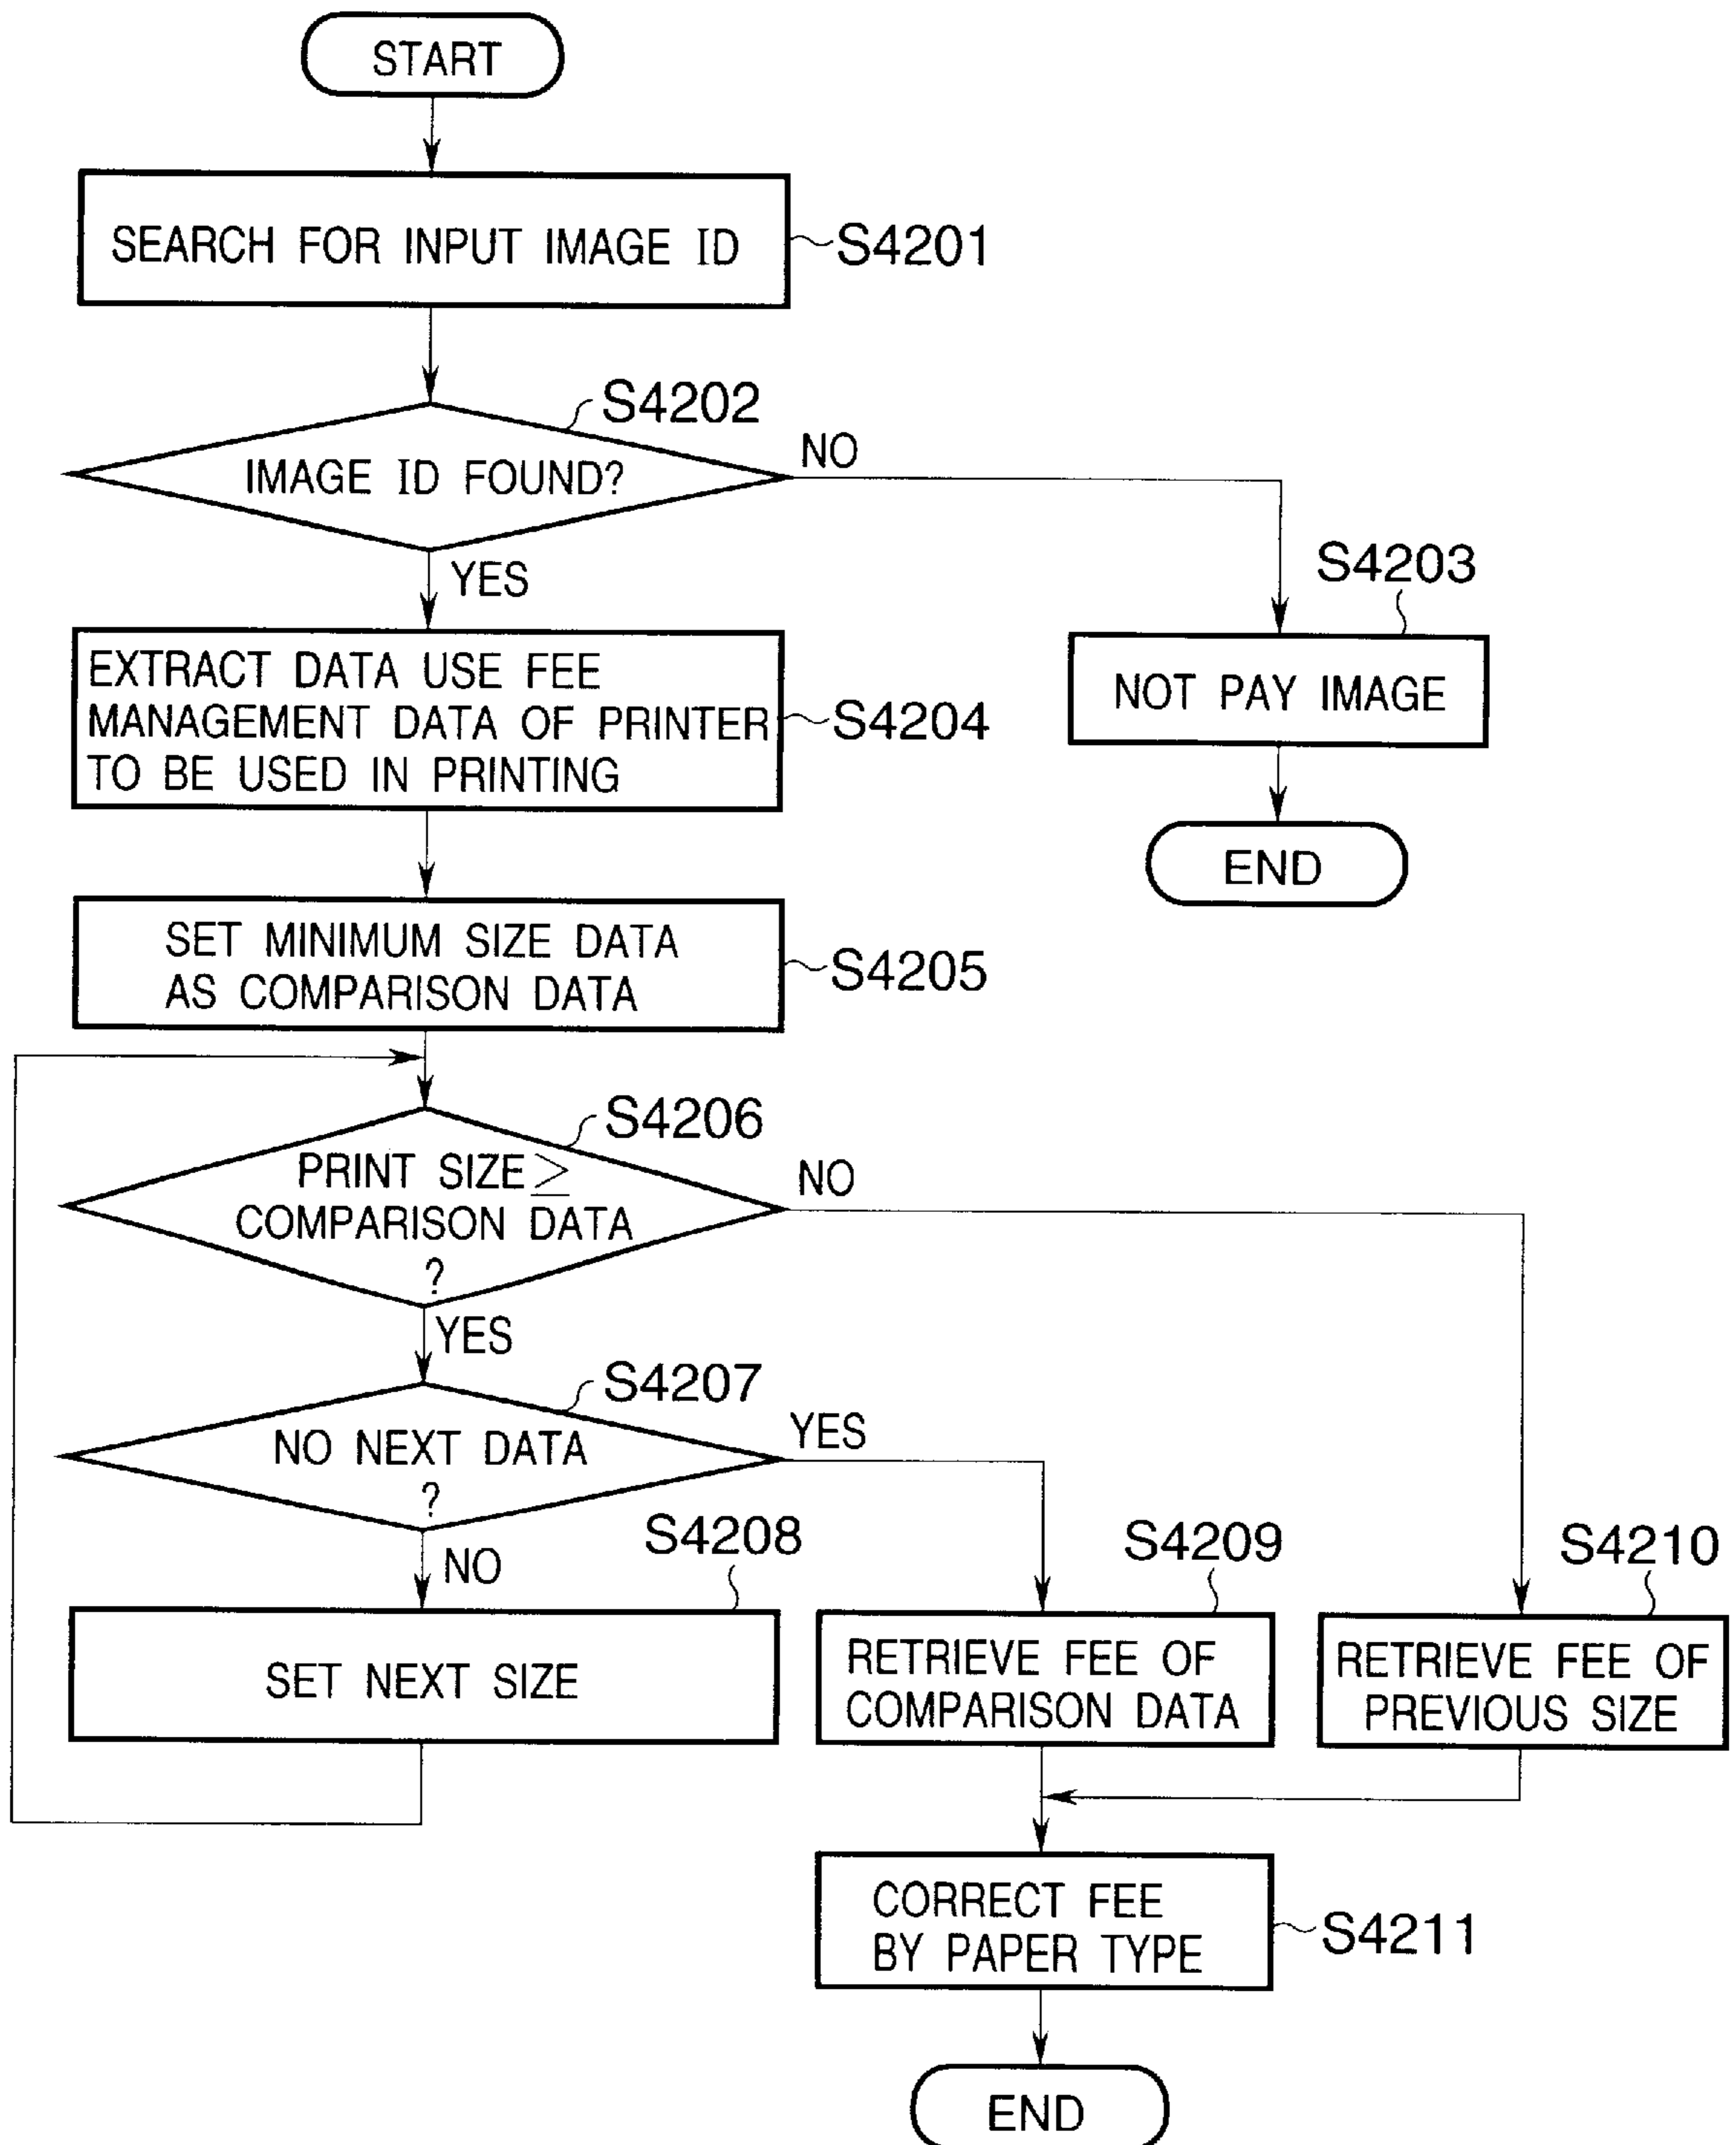 START
SEARCH FOR INPUT IMAGE ID
S4201
S4202
IMAGE ID FOUND?
NO
YES
S4203
NOT PAY IMAGE
END
EXTRACT DATA USE FEE
MANAGEMENT DATA OF PRINTER
TO BE USED IN PRINTING
S4204
SET MINIMUM SIZE DATA
AS COMPARISON DATA
S4205
S4206
PRINT SIZE ≥
COMPARISON DATA
?
NO
YES
S4207
NO NEXT DATA
?
YES
NO
S4208
SET NEXT SIZE
S4209
RETRIEVE FEE OF
COMPARISON DATA
S4210
RETRIEVE FEE OF
PREVIOUS SIZE
CORRECT FEE
BY PAPER TYPE
S4211
END